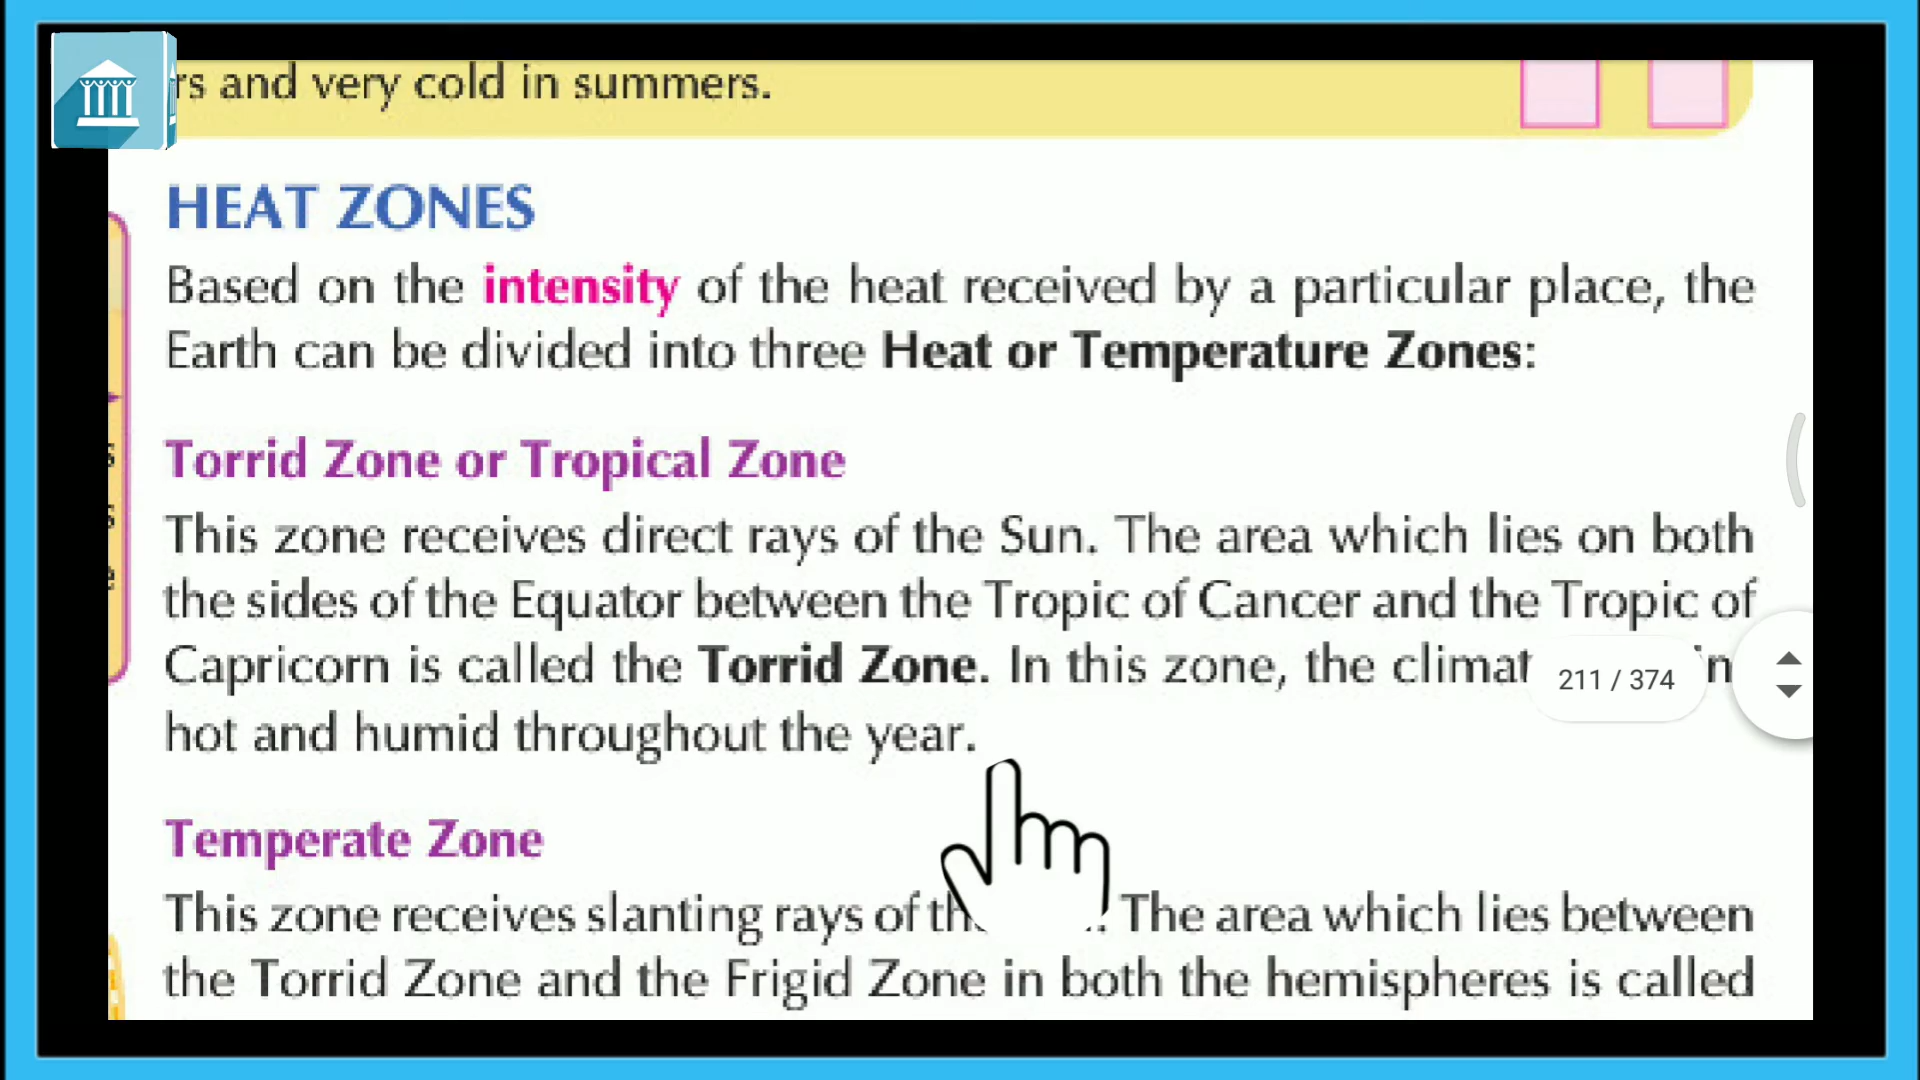 and very cold in summers.
HEAT ZONES
Based on the intensity of the heat received by a particular place, the
Earth can be divided into three Heat or Temperature Zones:
Torrid Zone or Tropical Zone
This zone receives direct rays of the Sun. The area which lies on both
the sides of the Equator between the Tropic of Cancer and the Tropic of
Capricorn is called the Torrid Zone. In this zone, the
211 / 374
hot and humid throughout the year.
Temperate Zone
This zone receives slanting rays of The area which lies between
the Torrid Zone and the Frigid Zone in both the hemispheres is called